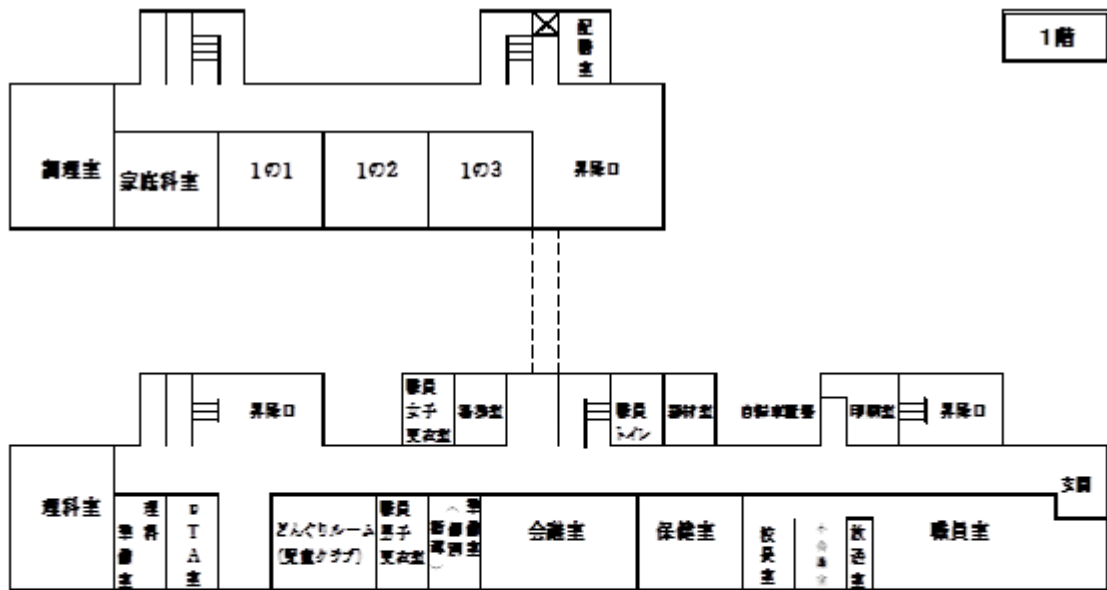 1階
配膳室
調理室
家庭科室
1の1
1の2
1の3
昇降口
職員
女子
更衣室
昇降口
職員
トイレ
器材室
自転車置場
印刷室
昇降口
理科室
理科
準備室
PTA室
どんぐりルーム
(児童クラブ)
職員
男子
更衣室
会議室
保健室
校長室
放送室
職員室
玄関